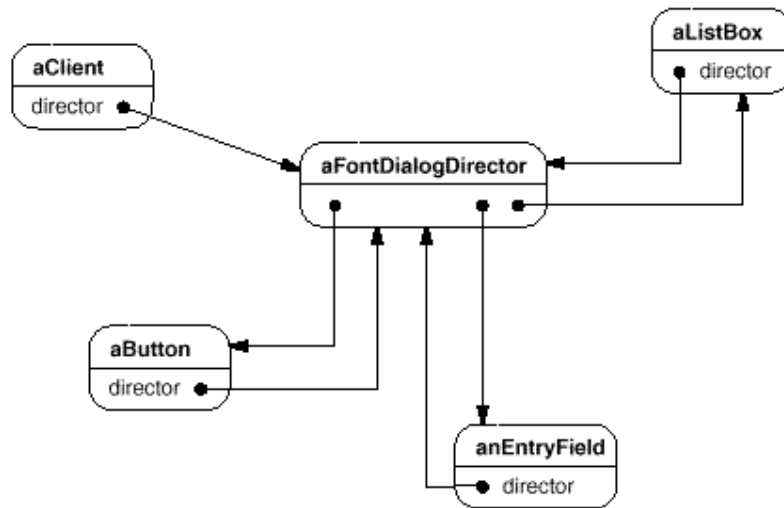 aListBox
director
aClient
director
aFontDialogDirector
aButton
director
anEntryField
director